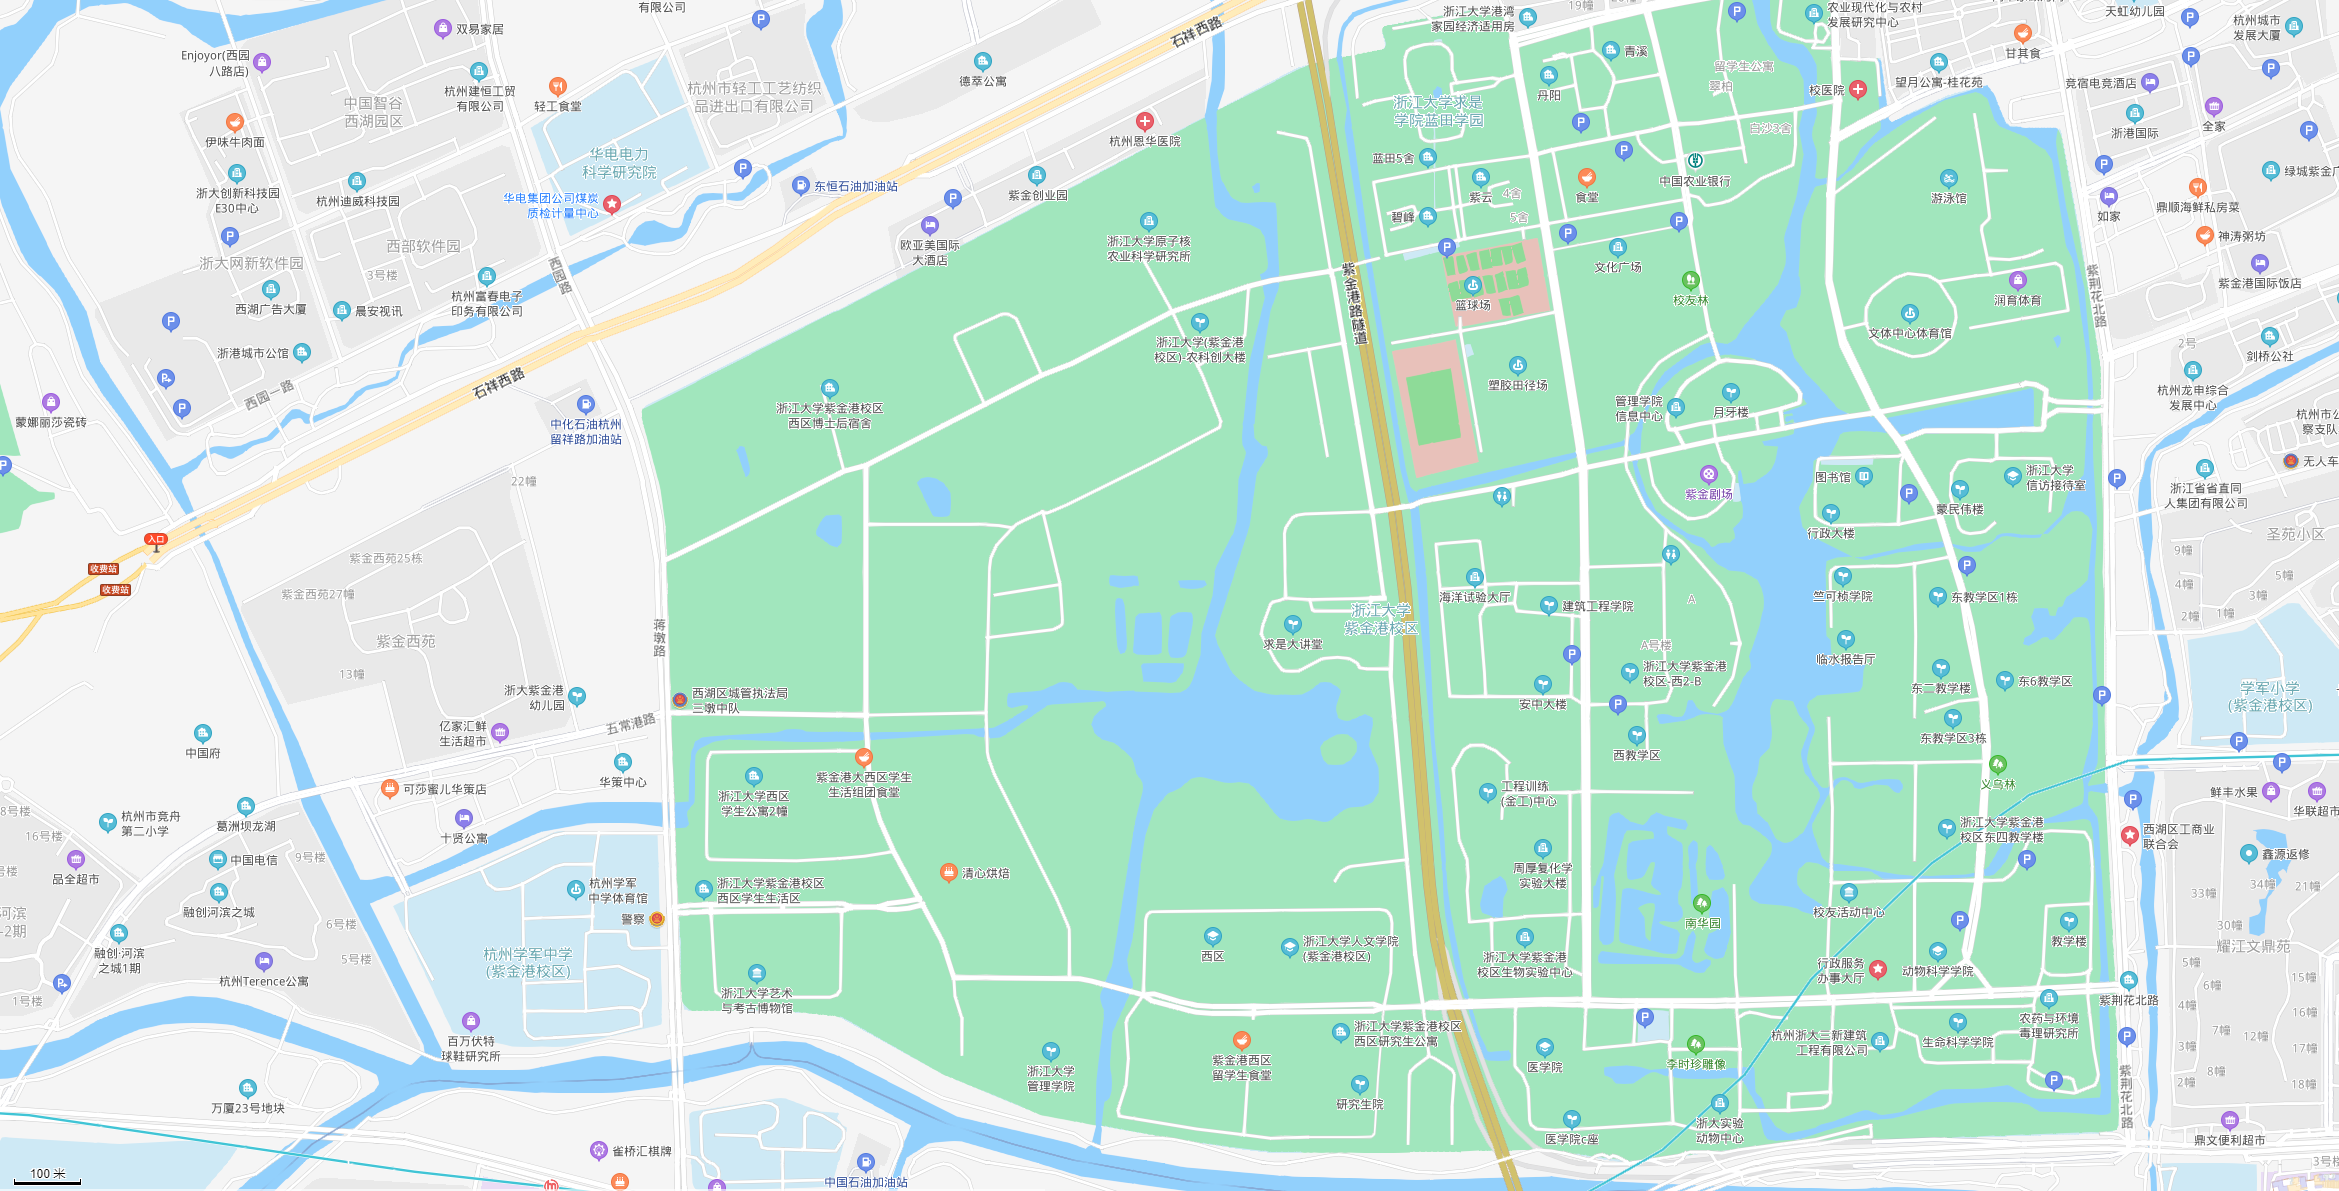 有限公司
双易家居
Enjoyor(西园
八路店)
杭州建恒工贸
有限公司
中国智谷
西湖园区
轻工食堂
杭州市轻工工艺纺织
品进出口有限公司
石祥西路
德萃公寓
伊味牛肉面
华电电力
科学研究院
杭州恩华医院
浙大创新科技园
E30中心
杭州迪威科技园
华电集团公司煤炭
质检计量中心
东恒石油加油站
紫金创业园
西部软件园
浙大网新软件园
3号楼
欧亚美国际
大酒店
西湖广告大厦
晨安视讯
杭州富春电子
印务有限公司
西园路
浙港城市公馆
西园一路
石祥西路
蒙娜丽莎瓷砖
中化石油杭州
留祥路加油站
22幢
入口
收费站
收费站
紫金西苑25栋
紫金西苑27幢
紫金西苑
13幢
蒋墩路
浙大紫金港
幼儿园
亿家汇鲜
生活超市
五常港路
中国府
华策中心
可莎蜜儿华策店
十贤公寓
葛洲坝龙湖
杭州市竞舟
第二小学
8号楼
16号楼
9号楼
中国电信
品全超市
融创河滨之城
6号楼
5号楼
融创·河滨
之城1期
杭州Terence公寓
1号楼
杭州学军
中学体育馆
警察
杭州学军中学
(紫金港校区)
百万伏特
球鞋研究所
万厦23号地块
雀桥汇棋牌
中国石油加油站
100 米
浙江大学原子核
农业科学研究所
浙江大学(紫金港
校区)-农科创大楼
浙江大学紫金港校区
西区博士后宿舍
西湖区城管执法局
三墩中队
浙江大学西区
学生公寓2幢
紫金港大西区学生
生活组团食堂
清心烘焙
浙江大学紫金港校区
西区学生生活区
浙江大学艺术
与考古博物馆
西区
浙江大学人文学院
(紫金港校区)
紫金港西区
留学生食堂
浙江大学紫金港校区
西区研究生公寓
浙江大学
管理学院
研究生院
求是大讲堂
浙江大学
紫金港校区
紫金港路隧道
浙江大学港湾
家园经济适用房
19幢
青溪
丹阳
留学生公寓
翠柏
浙江大学求是
学院蓝田学园
白沙3舍
蓝田5舍
紫云
4舍
5舍
碧峰
食堂
中国农业银行
文化广场
校友林
篮球场
塑胶田径场
管理学院
信息中心
月牙楼
紫金剧场
海洋试验大厅
建筑工程学院
A
A号楼
浙江大学紫金港
校区-西2-B
安中大楼
西教学区
工程训练
(金工)中心
周厚复化学
实验大楼
南华园
浙江大学紫金港
校区生物实验中心
医学院
李时珍雕像
医学院c座
浙大实验
动物中心
农业现代化与农村
发展研究中心
校医院
望月公寓-桂花苑
游泳馆
文体中心体育馆
润育体育
图书馆
行政大楼
蒙民伟楼
浙江大学
信访接待室
竺可桢学院
东教学区1栋
临水报告厅
东二教学楼
东6教学区
东教学区3栋
义乌林
浙江大学紫金港
校区东四教学楼
校友活动中心
教学楼
行政服务
办事大厅
动物科学学院
农药与环境
毒理研究所
杭州浙大三新建筑
工程有限公司
生命科学学院
天虹幼儿园
甘其食
杭州城市
发展大厦
竞宿电竞酒店
全家
浙港国际
如家
鼎顺海鲜私房菜
神涛粥坊
紫金港国际饭店
紫荆花北路
2号
剑桥公社
杭州龙申综合
发展中心
浙江省省直同
人集团有限公司
无人车
圣苑小区
9幢
4幢
5幢
3幢
2幢
1幢
学军小学
(紫金港校区)
鲜丰水果
华联超市
西湖区工商业
联合会
鑫源返修
33幢
34幢
21幢
30幢
耀江文鼎苑
5幢
6幢
15幢
紫荆花北路
4幢
16幢
7幢
12幢
3幢
17幢
8幢
2幢
18幢
紫荆花北路
鼎文便利超市